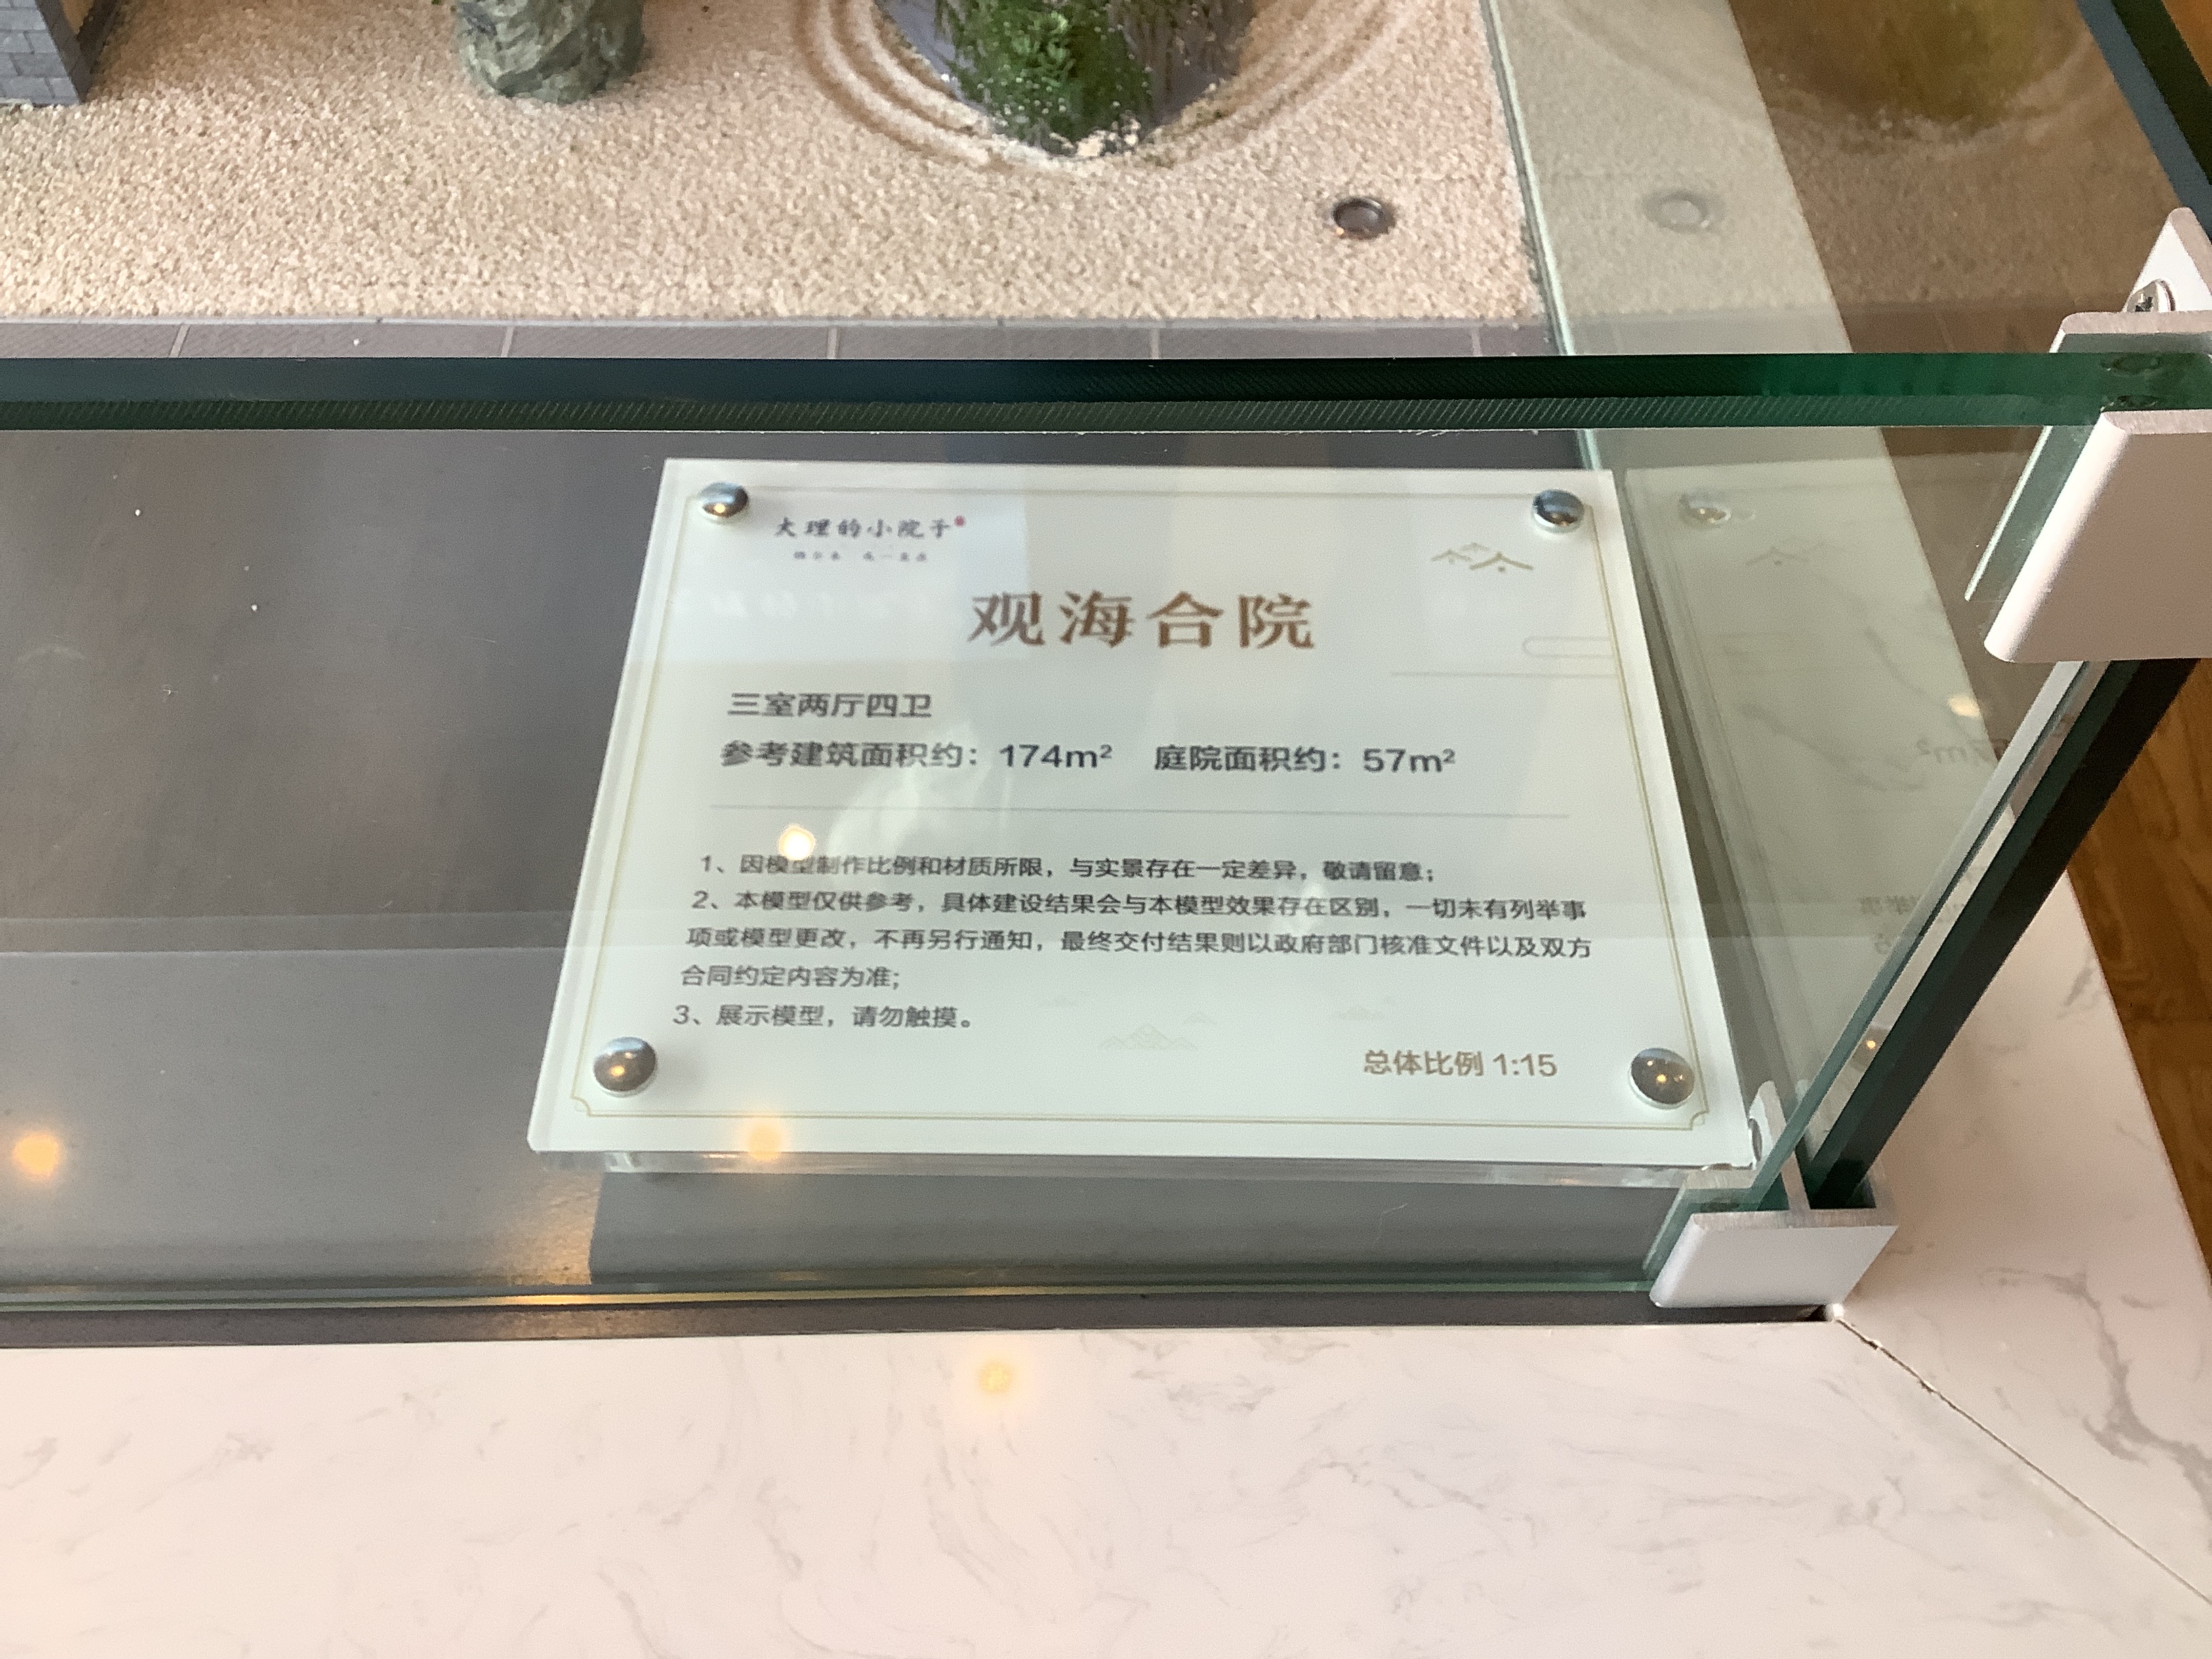 大理的小院子
观海合院
三室两厅四卫
参考建筑面积约：174m² 庭院面积约：57m²
1、因模型制作比例和材质所限，与实景存在一定差异，敬请留意；
2、本模型仅供参考，具体建设结果会与本模型效果存在区别，一切未有列举事
项或模型更改，不再另行通知，最终交付结果则以政府部门核准文件以及双方
合同约定内容为准；
3、展示模型，请勿触摸。
总体比例 1:15